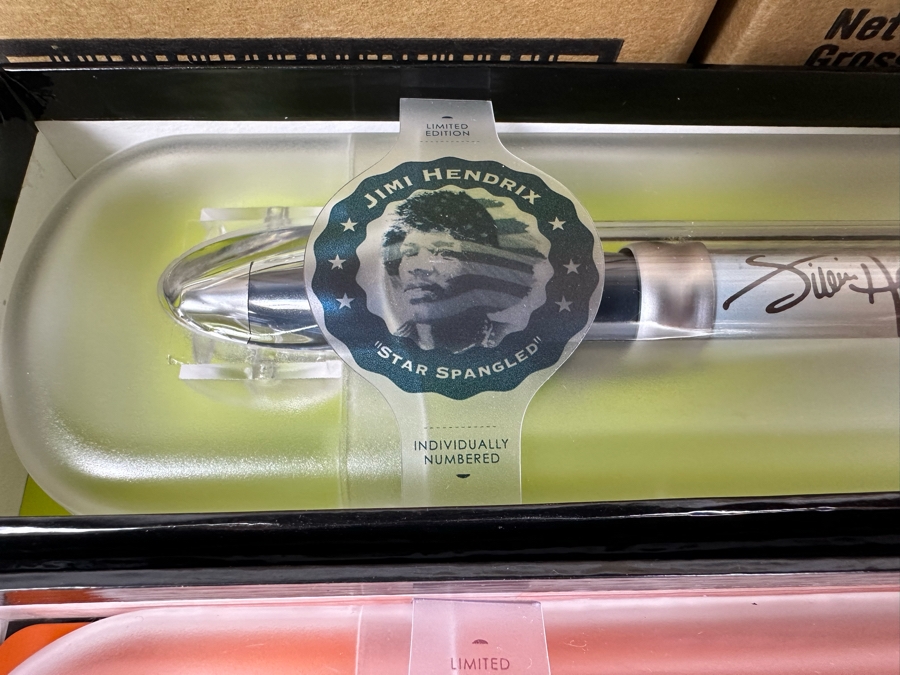 Net
Gross
LIMITED
EDITION
JIMI HENDRIX
"STAR SPANGLED"
INDIVIDUALLY
NUMBERED
LIMITED